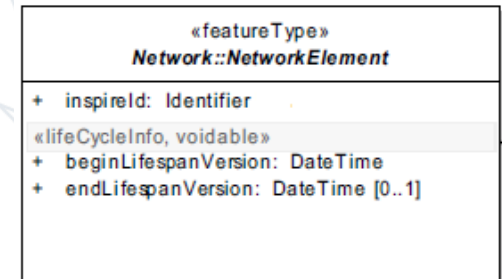 «featureType»
Network::NetworkElement
+ inspireId: Identifier
«lifeCycleInfo, voidable»
+ beginLifespanVersion: DateTime
+ endLifespanVersion: DateTime [0..1]